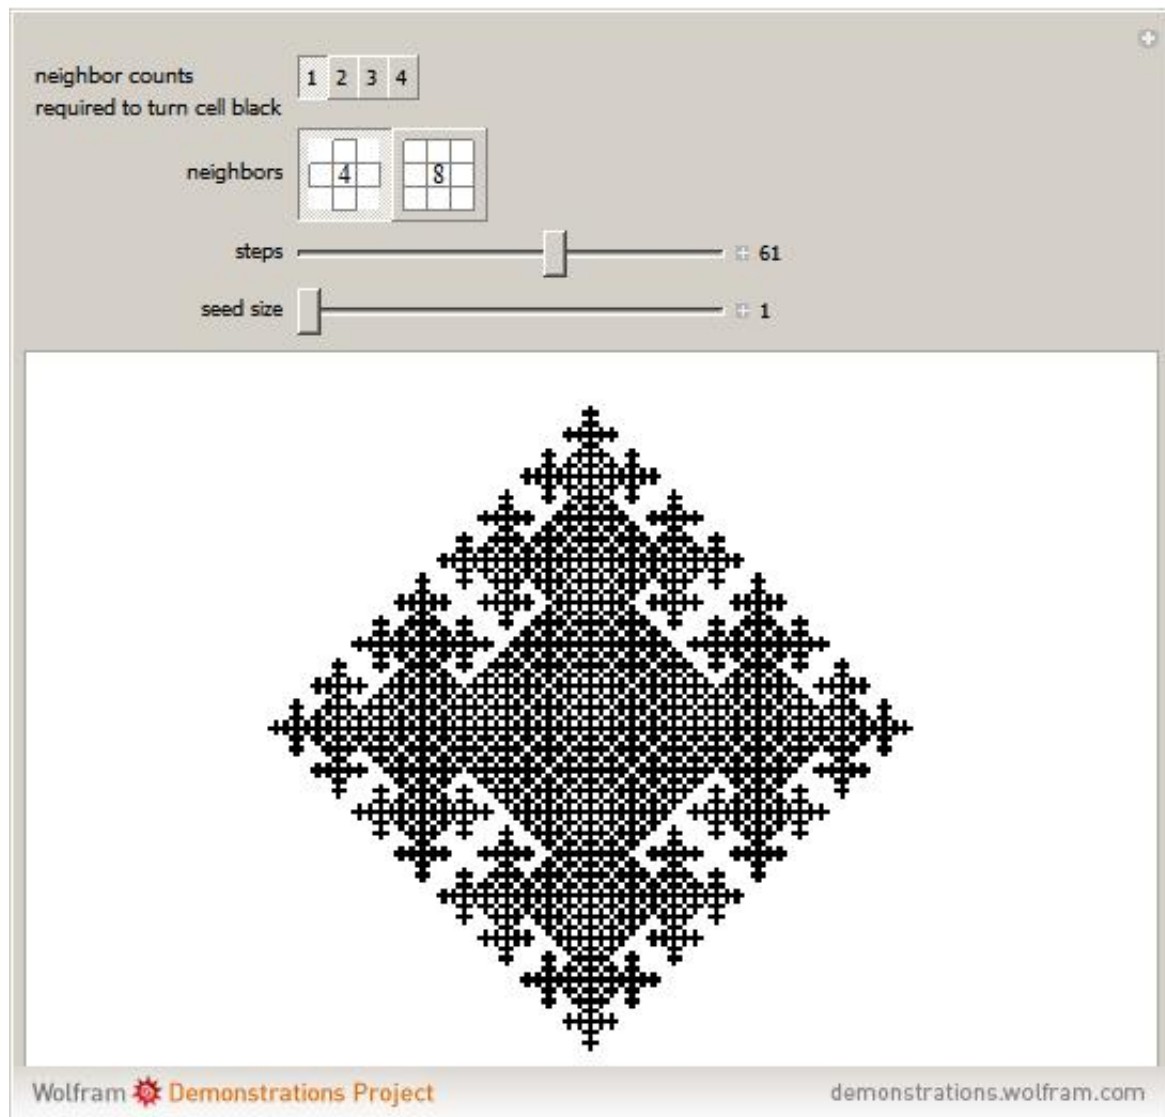 neighbor counts
required to turn cell black
1 2 3 4
neighbors
4
8
steps
61
seed size
1
Wolfram Demonstrations Project
demonstrations.wolfram.com